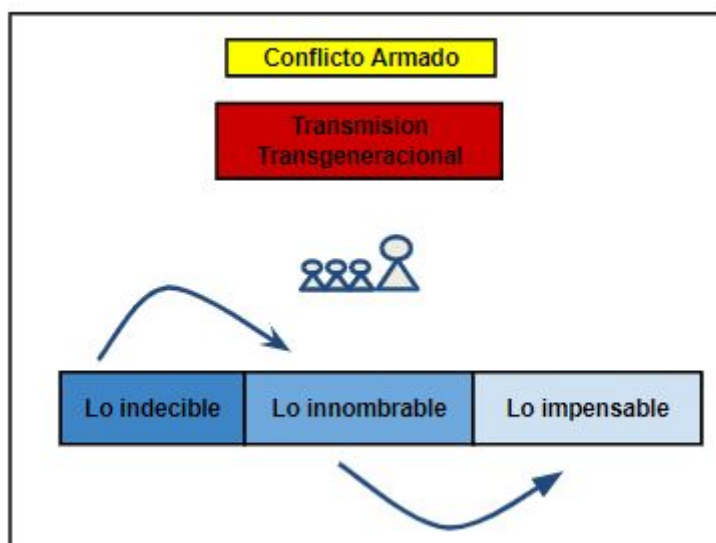 Conflicto Armado
Transmision
Transgeneracional
Lo indecible
Lo innombrable
Lo impensable